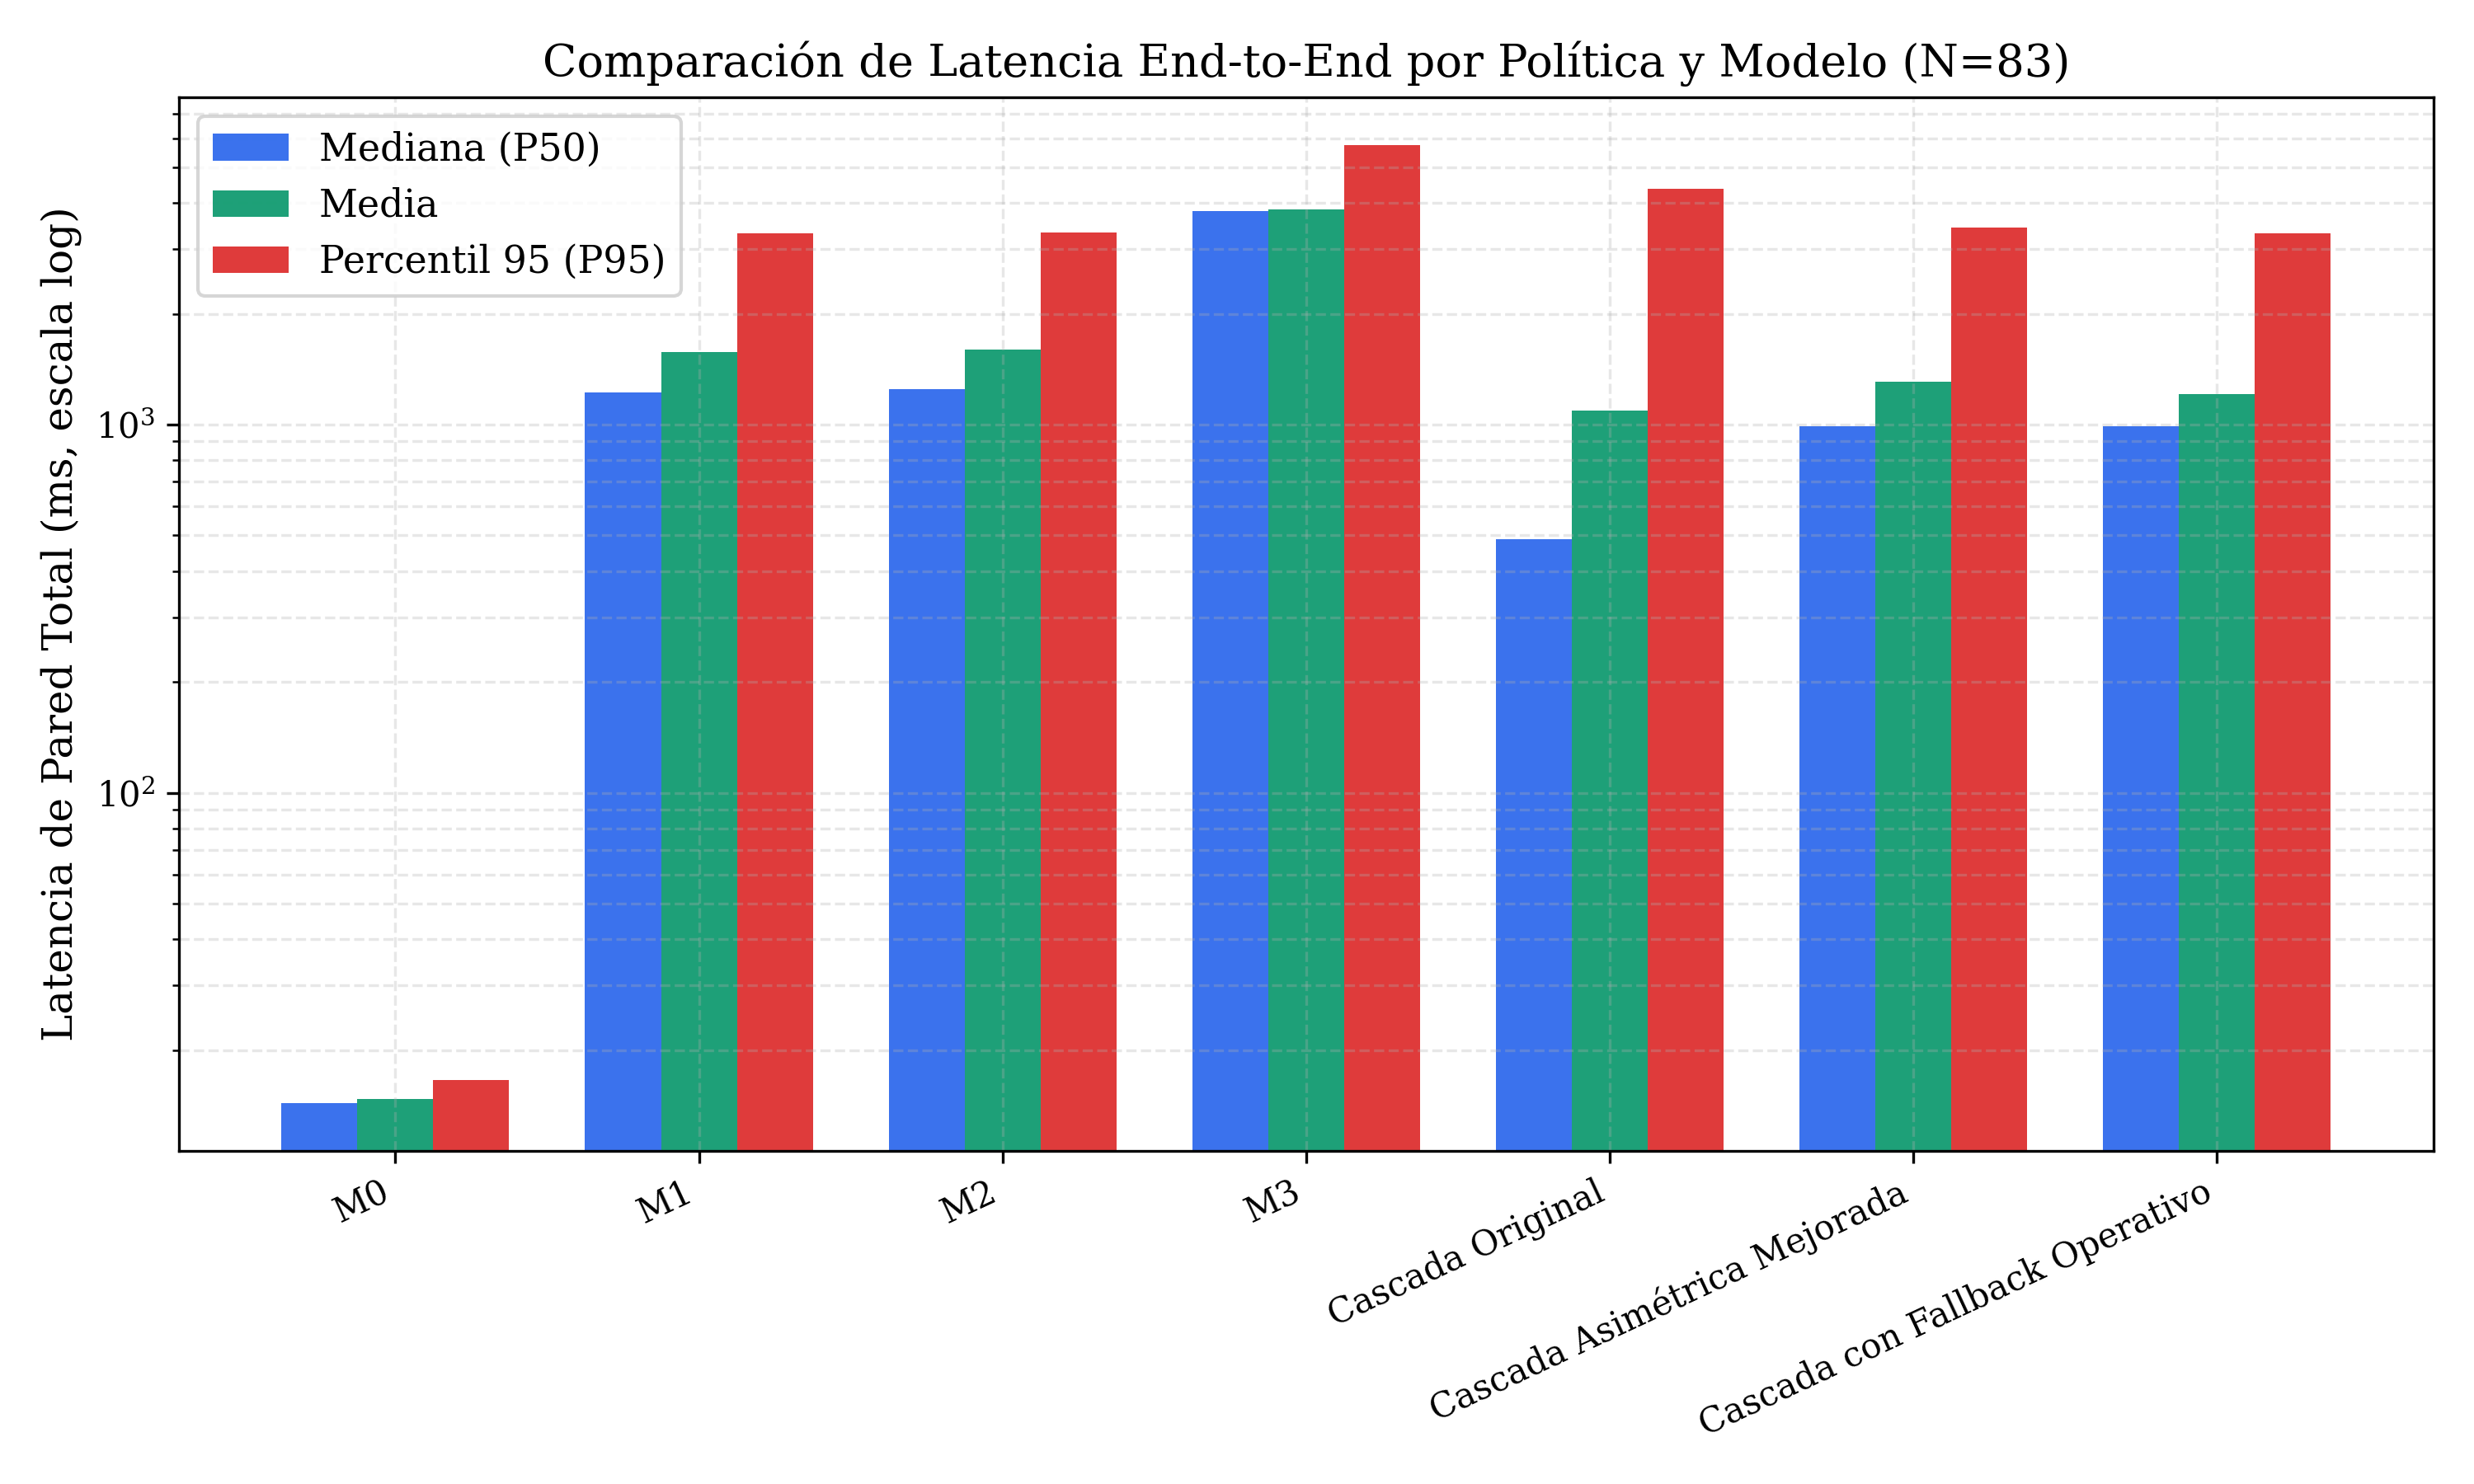 Comparación de Latencia End-to-End por Política y Modelo (N=83)
Mediana (P50)
Media
Percentil 95 (P95)
Latencia de Pared Total (ms, escala log)
10³
10²
M0
M1
M2
M3
Cascada Original
Cascada Asimétrica Mejorada
Cascada con Fallback Operativo